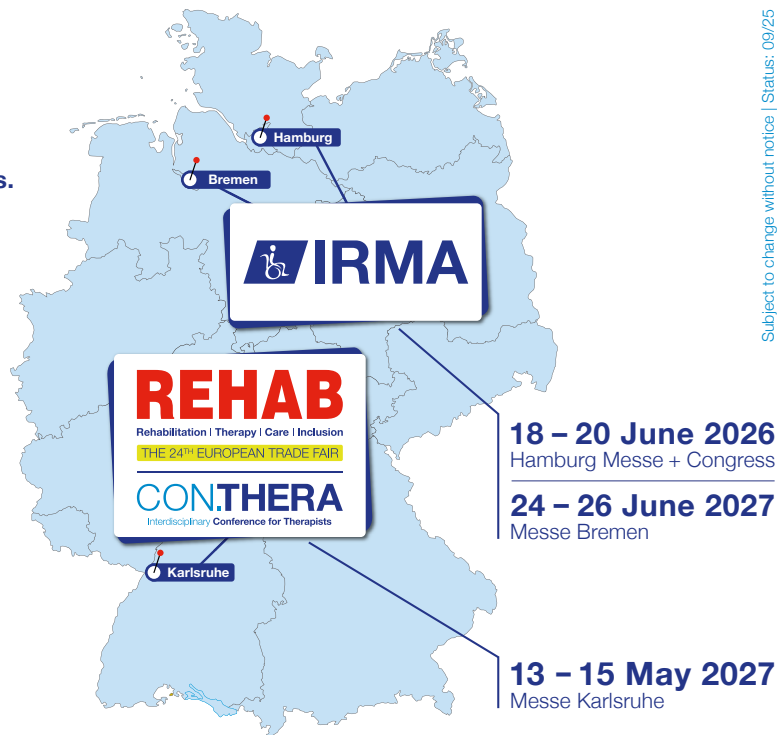 Subject to change without notice | Status: 09/25
Hamburg
Bremen
s.
IRMA
REHAB
Rehabilitation | Therapy | Care | Inclusion
THE 24TH EUROPEAN TRADE FAIR
CON.THERA
Interdisciplinary Conference for Therapists
Karlsruhe
18 – 20 June 2026
Hamburg Messe + Congress
24 – 26 June 2027
Messe Bremen
13 – 15 May 2027
Messe Karlsruhe